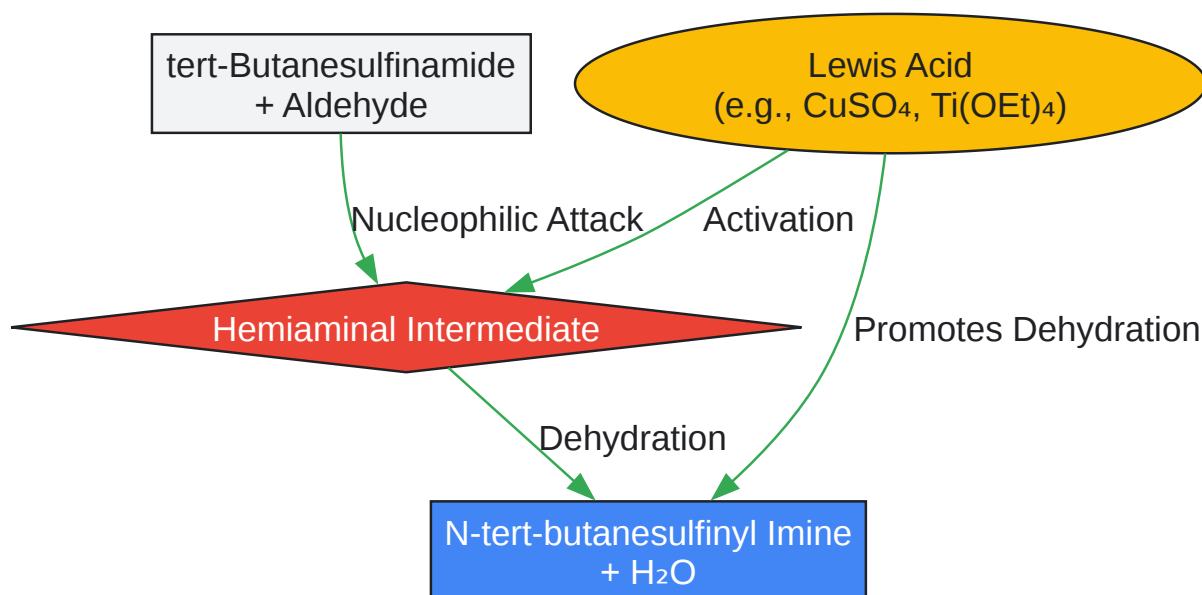 tert-Butanesulfinamide
+ Aldehyde
Lewis Acid
(e.g., CuSO₄, Ti(OEt)₄)
Nucleophilic Attack
Activation
Hemiaminal Intermediate
Promotes Dehydration
Dehydration
N-tert-butanesulfinyl Imine
+ H₂O